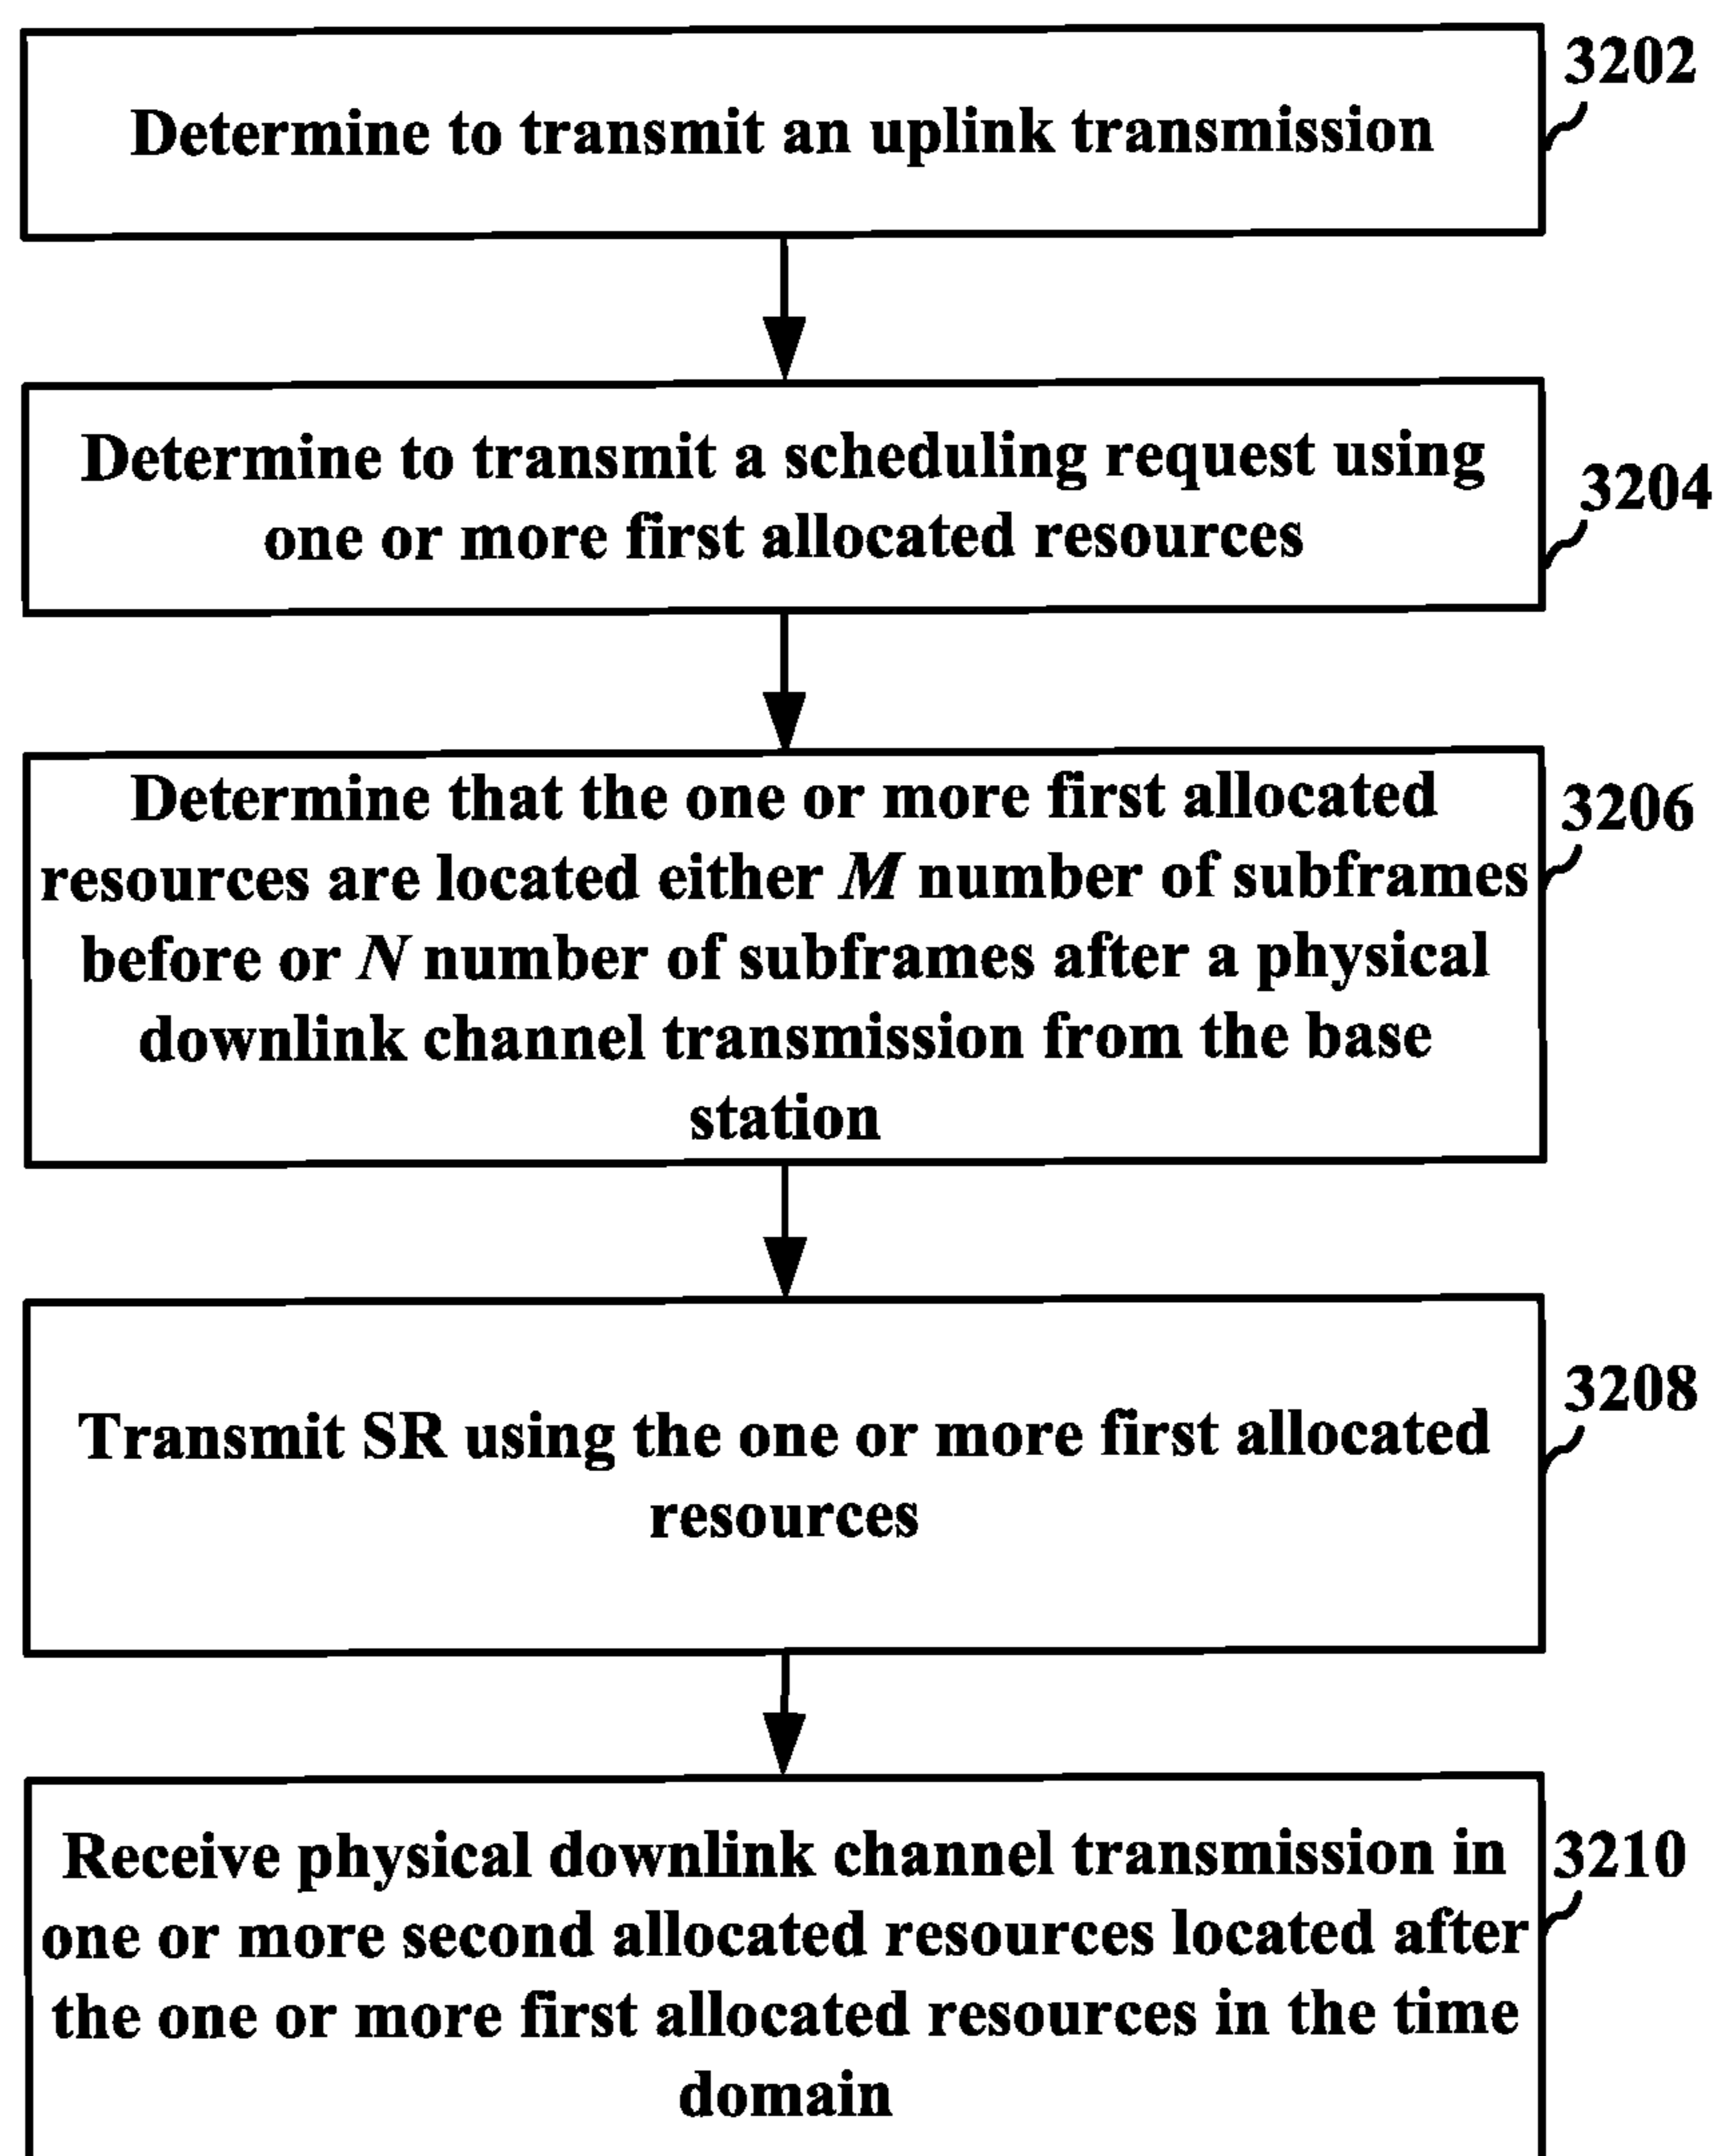 3202
Determine to transmit an uplink transmission
Determine to transmit a scheduling request using
3204
one or more first allocated resources
Determine that the one or more first allocated
3206
resources are located either M number of subframes
before or N number of subframes after a physical
downlink channel transmission from the base
station
3208
Transmit SR using the one or more first allocated
resources
Receive physical downlink channel transmission in
3210
one or more second allocated resources located after
the one or more first allocated resources in the time
domain